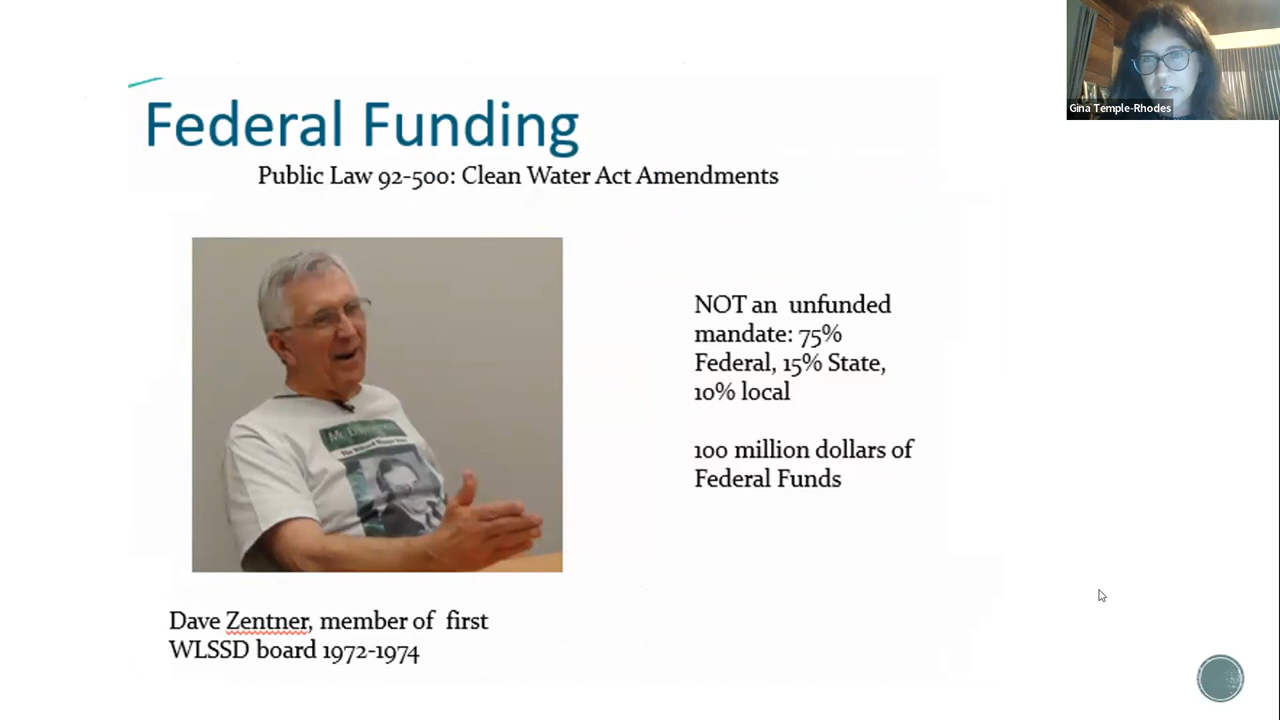 Federal Funding
Public Law 92-500: Clean Water Act Amendments
Gina Temple-Rhodes
NOT an unfunded
mandate: 75%
Federal, 15% State,
10% local
100 million dollars of
Federal Funds
Dave Zentner, member of first
WLSSD board 1972-1974